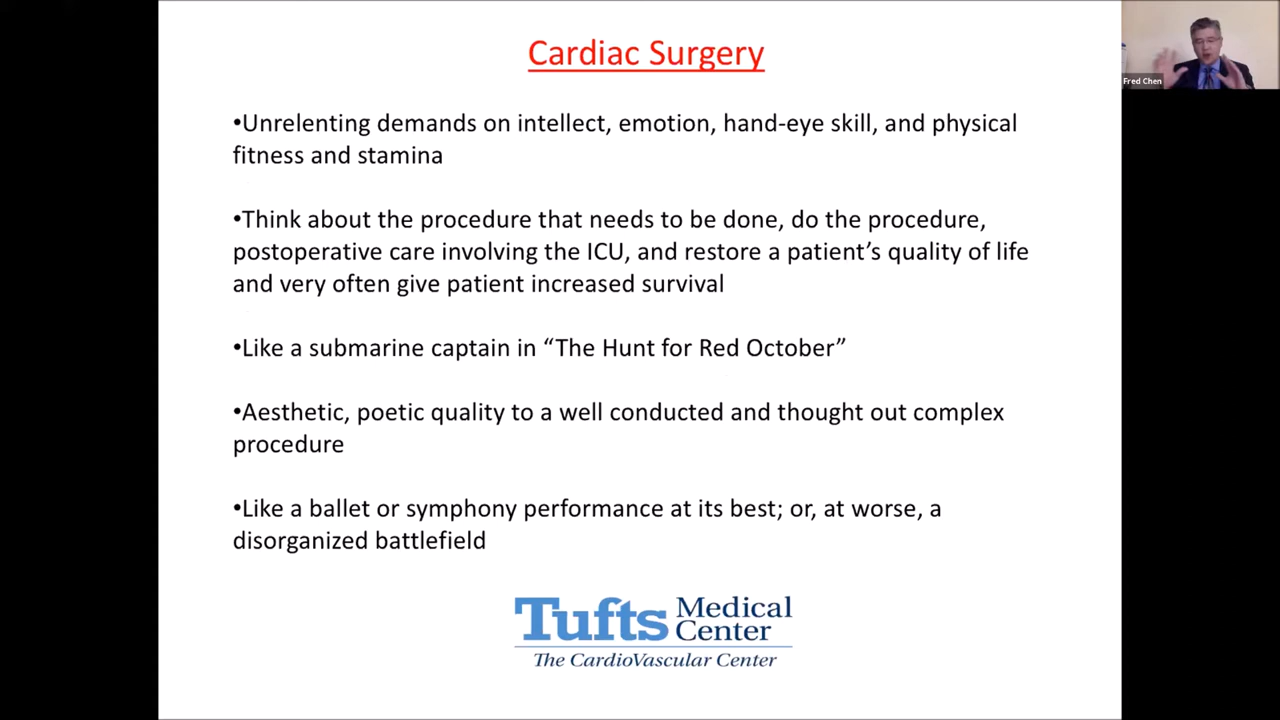 Cardiac Surgery
Fred Chen
•Unrelenting demands on intellect, emotion, hand-eye skill, and physical
fitness and stamina
•Think about the procedure that needs to be done, do the procedure,
postoperative care involving the ICU, and restore a patient’s quality of life
and very often give patient increased survival
•Like a submarine captain in “The Hunt for Red October”
•Aesthetic, poetic quality to a well conducted and thought out complex
procedure
•Like a ballet or symphony performance at its best; or, at worse, a
disorganized battlefield
Tufts Medical
Center
The CardioVascular Center